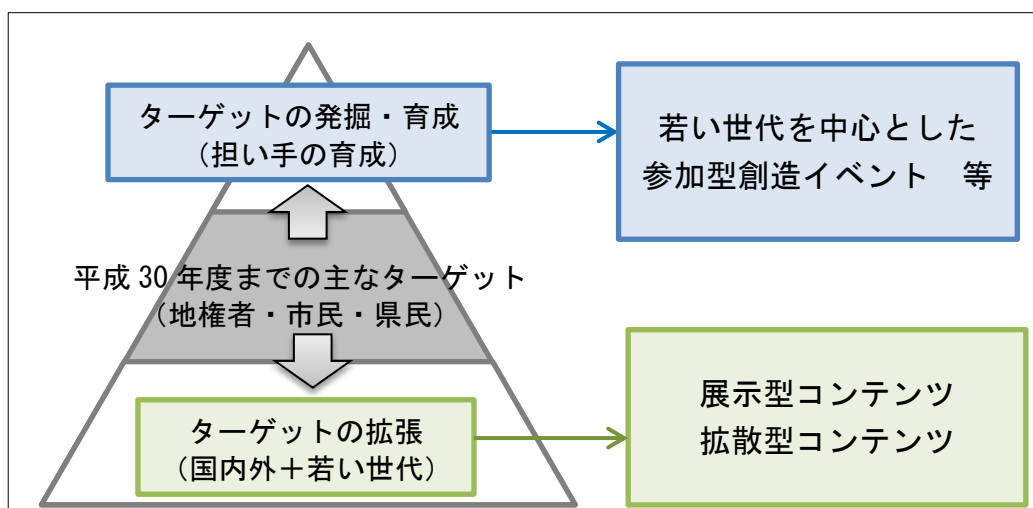 ターゲットの発掘・育成
（担い手の育成）
若い世代を中心とした
参加型創造イベント　等
平成 30 年度までの主なターゲット
（地権者・市民・県民）
ターゲットの拡張
（国内外＋若い世代）
展示型コンテンツ
拡散型コンテンツ